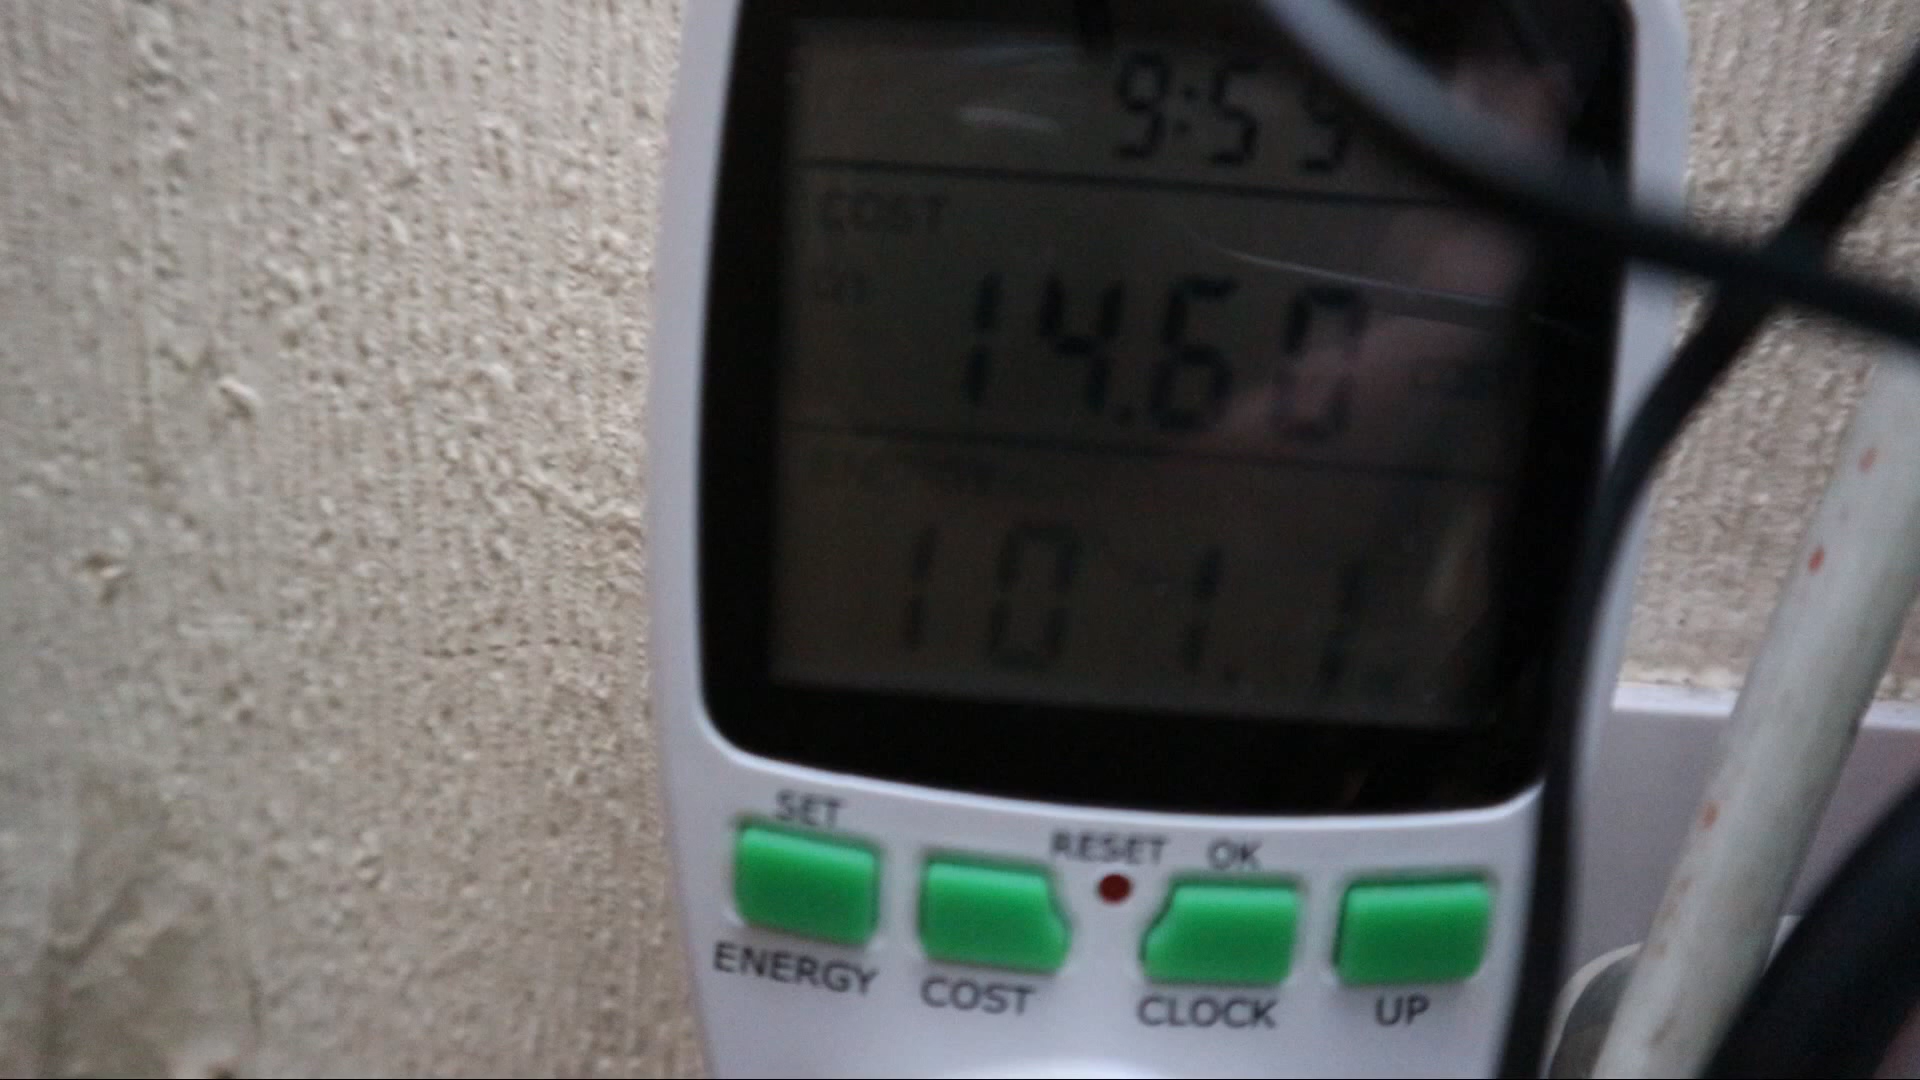 9:59
COST
14.60
101.1
SET
RESET OK
ENERGY COST CLOCK UP